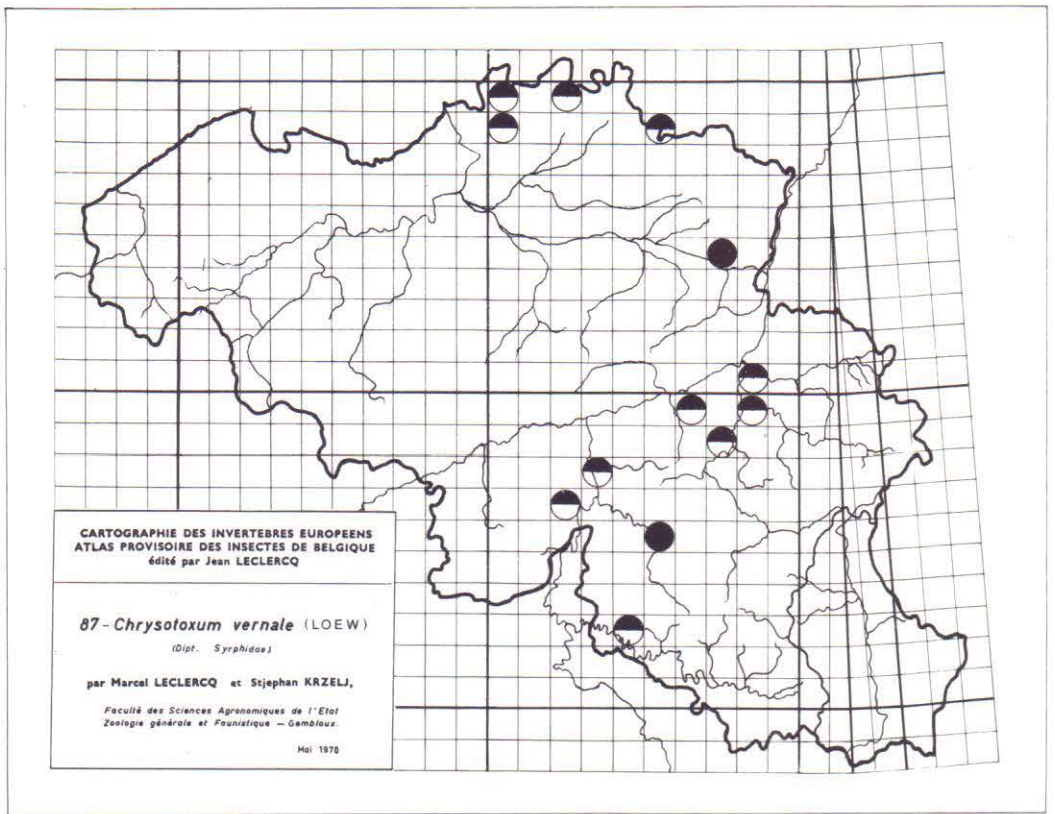 CARTOGRAPHIE DES INVERTEBRES EUROPEENS
ATLAS PROVISOIRE DES INSECTES DE BELGIQUE
édité par Jean LECLERCQ
87 - Chrysotoxum vernale (LOEW)
(Dipt. Syrphidae)
par Marcel LECLERCQ et Stjephan KRZELJ,
Faculté des Sciences Agronomiques de l'Etat
Zoologie générale et Faunistique — Gembloux.
Mai 1970